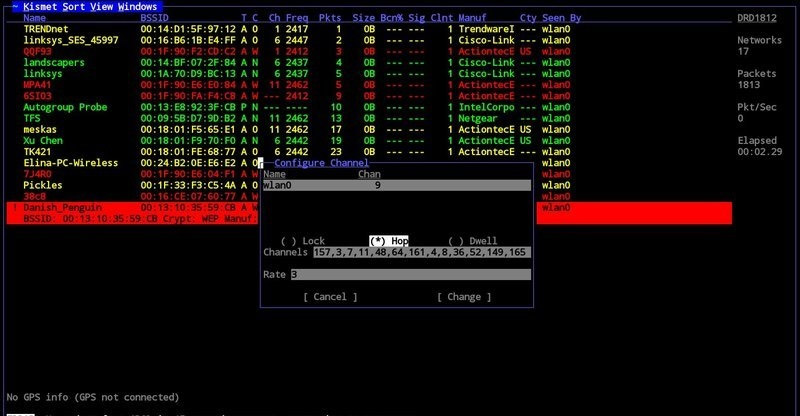 ~ Kismet Sort View Windows
Name BSSID T C Ch Freq Pkts Size Bcn% Sig Clnt Manuf Cty Seen By DRD1812
TRENDnet 00:14:D1:5F:97:12 A O 1 2417 1 0B --- --- 1 TrendwareI --- wlan0
linksys_SES_45997 00:16:B6:1B:E4:FF A O 6 2447 2 0B --- --- 1 Cisco-Link --- wlan0 Networks
QQF93 00:1F:90:F2:CD:C2 A W 1 2412 3 0B --- --- 1 ActiontecE US wlan0 17
landscapers 00:14:BF:07:2F:84 A N 6 2437 4 0B --- --- 1 Cisco-Link --- wlan0
linksys 00:1A:70:D9:BC:13 A N 6 2437 5 0B --- --- 1 Cisco-Link --- wlan0 Packets
MPA41 00:1F:90:E6:E0:84 A W 11 2462 5 0B --- --- 1 ActiontecE --- wlan0 1813
6SI03 00:1F:90:FA:F4:CB A W --- 2412 9 0B --- --- 1 ActiontecE --- wlan0
Autogroup Probe 00:13:E8:92:3F:CB P N --- --- 10 0B --- --- 1 IntelCorpo --- wlan0 Pkt/Sec
TFS 00:09:5B:D7:9D:B2 A N 11 2462 13 0B --- --- 1 Netgear --- wlan0 0
meskas 00:18:01:F5:65:E1 A O 11 2462 17 0B --- --- 1 ActiontecE US wlan0
Xu Chen 00:18:01:F9:70:F0 A N 6 2442 19 0B --- --- 1 ActiontecE US wlan0 Elapsed
TK421 00:18:01:FE:68:77 A O 6 2442 23 0B --- --- 1 ActiontecE --- wlan0 00:02.29
Elina-PC-Wireless 00:24:B2:0E:E6:E2 A O Configure Channel wlan0
7J4R0 00:1F:90:E6:04:F1 A W Name Chan wlan0
Pickles 00:1F:33:F3:C5:4A A O wlan0 9 wlan0
38c8 00:16:CE:07:60:77 A W wlan0
! Danish_Penguin 00:13:10:35:59:CB A W wlan0
BSSID: 00:13:10:35:59:CB Crypt: WEP Manuf:
( ) Lock (*) Hop ( ) Dwell
Channels 157,3,7,11,48,64,161,4,8,36,52,149,165
Rate 3
[ Cancel ] [ Change ]
No GPS info (GPS not connected)